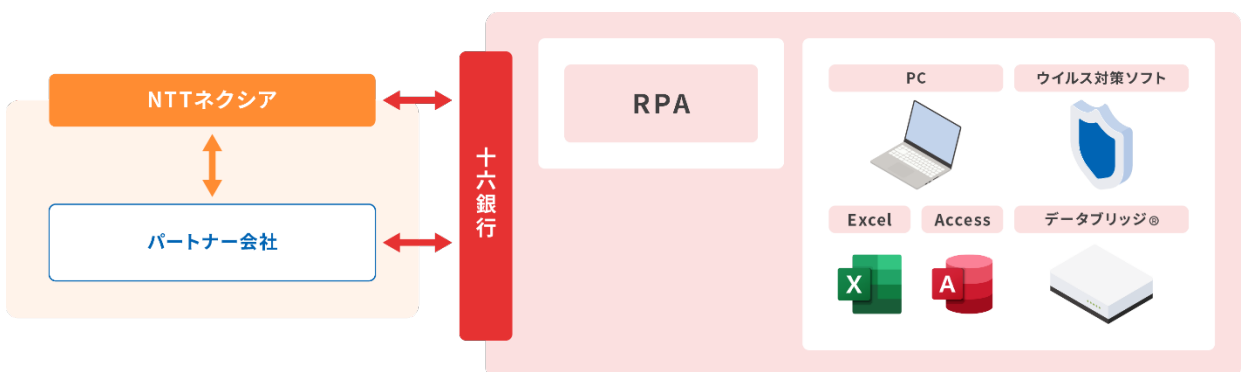 NTTネクシア
パートナー会社
十六銀行
RPA
PC
ウイルス対策ソフト
Excel
Access
データブリッジ®
X
A